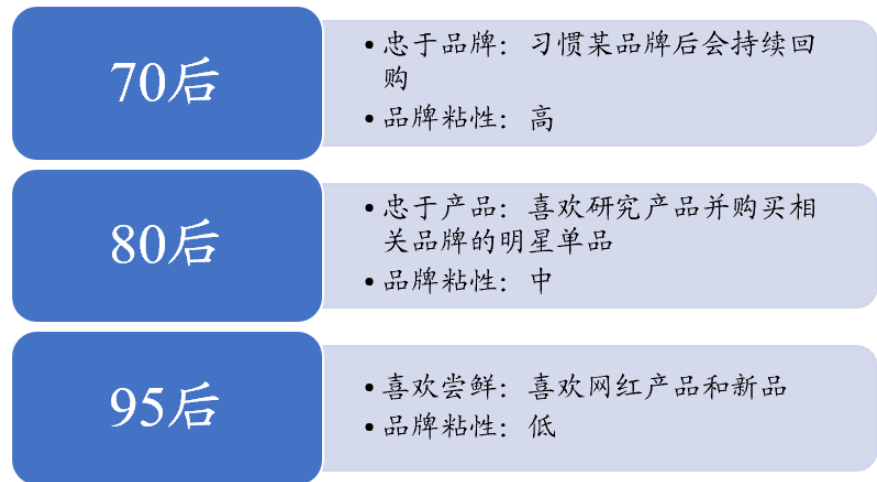 70后
• 忠于品牌：习惯某品牌后会持续回
购
• 品牌粘性：高
80后
• 忠于产品：喜欢研究产品并购买相
关品牌的明星单品
• 品牌粘性：中
95后
• 喜欢尝鲜：喜欢网红产品和新品
• 品牌粘性：低